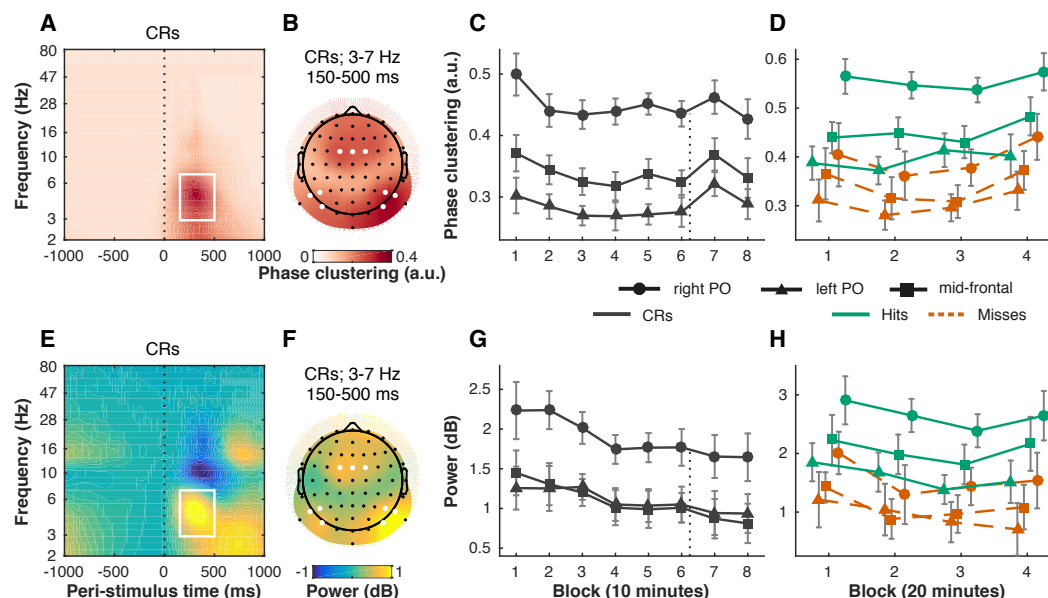 A
CRs
Frequency (Hz)
80
47
28
16
10
6
3
2
-1000 -500 0 500 1000
B
CRs; 3-7 Hz
150-500 ms
0 0.4
Phase clustering (a.u.)
C
Phase clustering (a.u.)
0.5
0.4
0.3
1 2 3 4 5 6 7 8
D
0.6
0.5
0.4
0.3
1 2 3 4
right PO left PO mid-frontal
CRs Hits Misses
E
CRs
Frequency (Hz)
80
47
28
16
10
6
3
2
-1000 -500 0 500 1000
Peri-stimulus time (ms)
F
CRs; 3-7 Hz
150-500 ms
-1 1
Power (dB)
G
Power (dB)
2.5
2
1.5
1
0.5
1 2 3 4 5 6 7 8
Block (10 minutes)
H
3
2
1
1 2 3 4
Block (20 minutes)